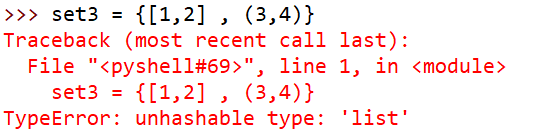 >>> set3 = {[1,2] , (3,4)}
Traceback (most recent call last):
  File "<pyshell#69>", line 1, in <module>
    set3 = {[1,2] , (3,4)}
TypeError: unhashable type: 'list'